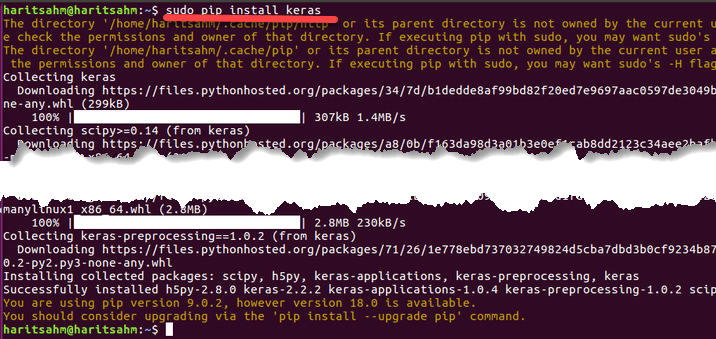 haritsahm@haritsahm:~$ sudo pip install keras
The directory '/home/haritsahm/.cache/pip/http' or its parent directory is not owned by the current u
e check the permissions and owner of that directory. If executing pip with sudo, you may want sudo's
The directory '/home/haritsahm/.cache/pip' or its parent directory is not owned by the current user a
 the permissions and owner of that directory. If executing pip with sudo, you may want sudo's -H flag
Collecting keras
  Downloading https://files.pythonhosted.org/packages/34/7d/b1dedde8af99bd82f20ed7e9697aac0597de3049b
ne-any.whl (299kB)
    100% | | 307kB 1.4MB/s
Collecting scipy>=0.14 (from keras)
  Downloading https://files.pythonhosted.org/packages/a8/0b/f163da98d3a01b3e0ef1cab8dd2123c34aee2bafb
manylinux1_x86_64.whl (2.8MB)
    100% | | 2.8MB 230kB/s
Collecting keras-preprocessing==1.0.2 (from keras)
  Downloading https://files.pythonhosted.org/packages/71/26/1e778ebd737032749824d5cba7dbd3b0cf9234b87
0.2-py2.py3-none-any.whl
Installing collected packages: scipy, h5py, keras-applications, keras-preprocessing, keras
Successfully installed h5py-2.8.0 keras-2.2.2 keras-applications-1.0.4 keras-preprocessing-1.0.2 scip
You are using pip version 9.0.2, however version 18.0 is available.
You should consider upgrading via the 'pip install --upgrade pip' command.
haritsahm@haritsahm:~$